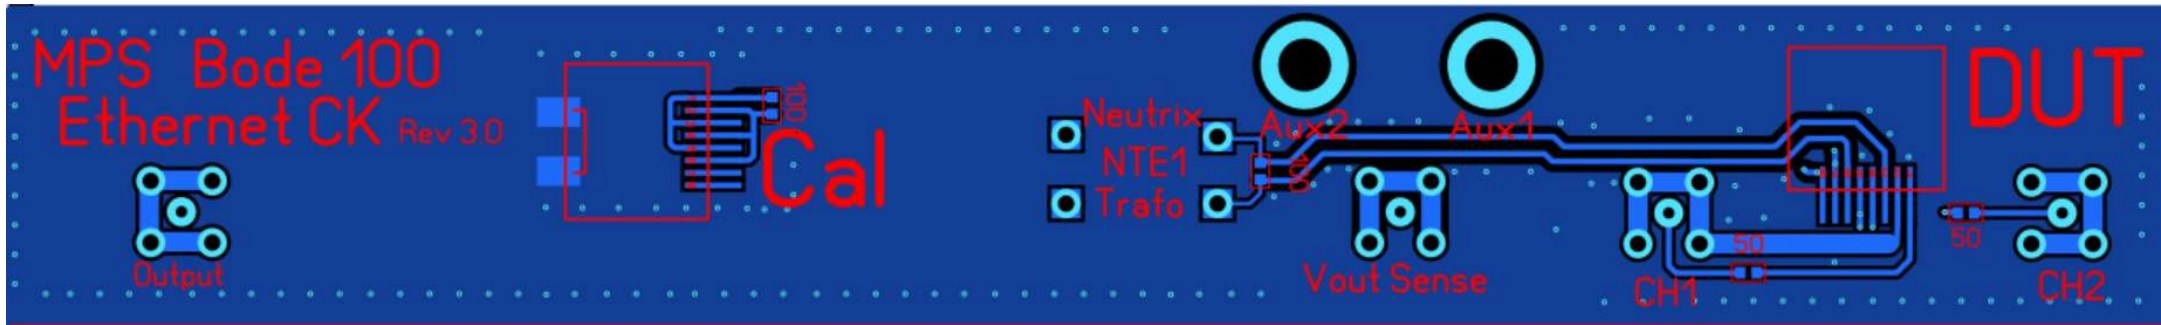 MPS Bode 100
Ethernet CK Rev 3.0
Output
100
Cal
Neutrix
NTE1
Trafo
100
Aux2
Aux1
Vout Sense
CH1
50
DUT
50
CH2